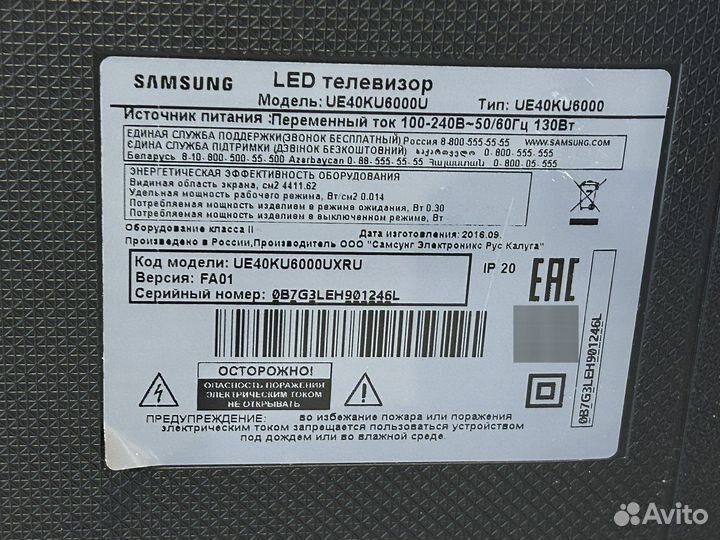 SAMSUNG
LED телевизор
Модель: UE40KU6000U Тип: UE40KU6000
Источник питания :Переменный ток 100-240В~50/60Гц 130Вт
ЕДИНАЯ СЛУЖБА ПОДДЕРЖКИ(ЗВОНОК БЕСПЛАТНЫЙ) Россия 8-800-555-55-55 WWW.SAMSUNG.COM
ЄДИНА СЛУЖБА ПІДТРИМКИ (ДЗВІНОК БЕЗКОШТОВНИЙ) საქართველო 0-800-555-555
Беларусь 8-10-800-500-55-500 Azərbaycan 0-88-555-55-55 Հայաստան 0-800-05-555
ЭНЕРГЕТИЧЕСКАЯ ЭФФЕКТИВНОСТЬ ОБОРУДОВАНИЯ
Видимая область экрана, см2 4411.62
Удельная мощность рабочего режима, Вт/см2 0.014
Потребляемая мощность изделием в режиме ожидания, Вт 0.30
Потребляемая мощность изделием в выключенном режиме, Вт
Оборудование класса II Дата изготовления :2016.09.
Произведено в России,Производитель ООО "Самсунг Электроникс Рус Калуга"
Код модели: UE40KU6000UXRU
Версия: FA01
Серийный номер: 0B7G3LEH901246L
IP 20
EAC
0B7G3LEH901246L
ОСТОРОЖНО!
ОПАСНОСТЬ ПОРАЖЕНИЯ
ЭЛЕКТРИЧЕСКИМ ТОКОМ
НЕ ОТКРЫВАТЬ
ПРЕДУПРЕЖДЕНИЕ: во избежание пожара или поражения
электрическим током запрещается пользоваться устройством
под дождем или во влажной среде.
Avito